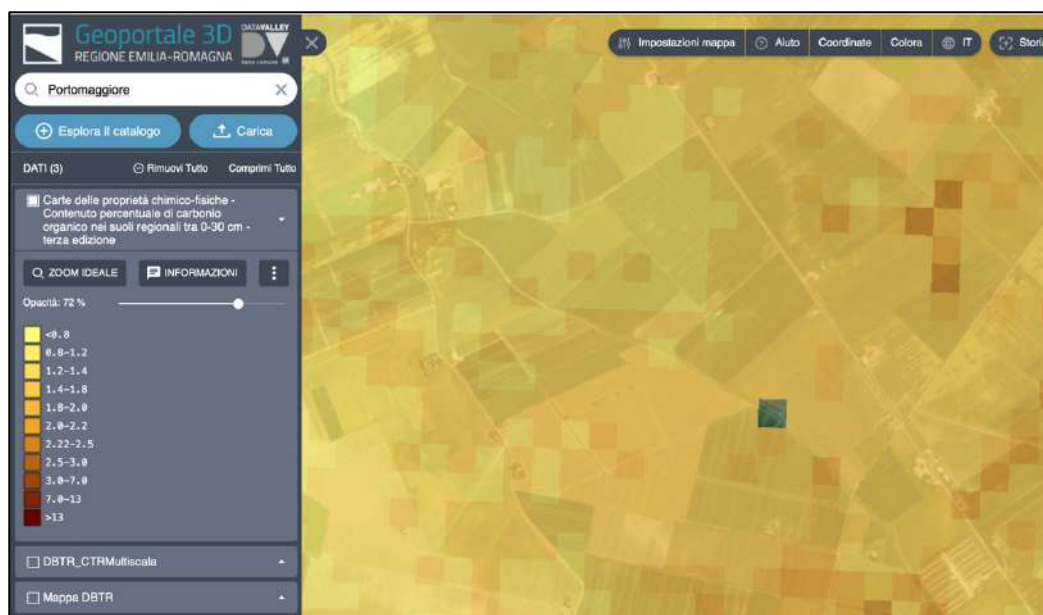 Geoportale 3D
REGIONE EMILIA-ROMAGNA
DATAVALLEY
Portomaggiore
Esplora il catalogo
Carica
DATI (3)
Rimuovi Tutto
Comprimi Tutto
Carte delle proprietà chimico-fisiche -
Contenuto percentuale di carbonio
organico nei suoli regionali tra 0-30 cm -
terza edizione
ZOOM IDEALE
INFORMAZIONI
Opacità: 72 %
<0.8
0.8-1.2
1.2-1.4
1.4-1.8
1.8-2.0
2.0-2.2
2.22-2.5
2.5-3.0
3.0-7.0
7.0-13
>13
DBTR_CTRMultiscala
Mappa DBTR
Impostazioni mappa
Aiuto
Coordinate
Colora
IT
Storia